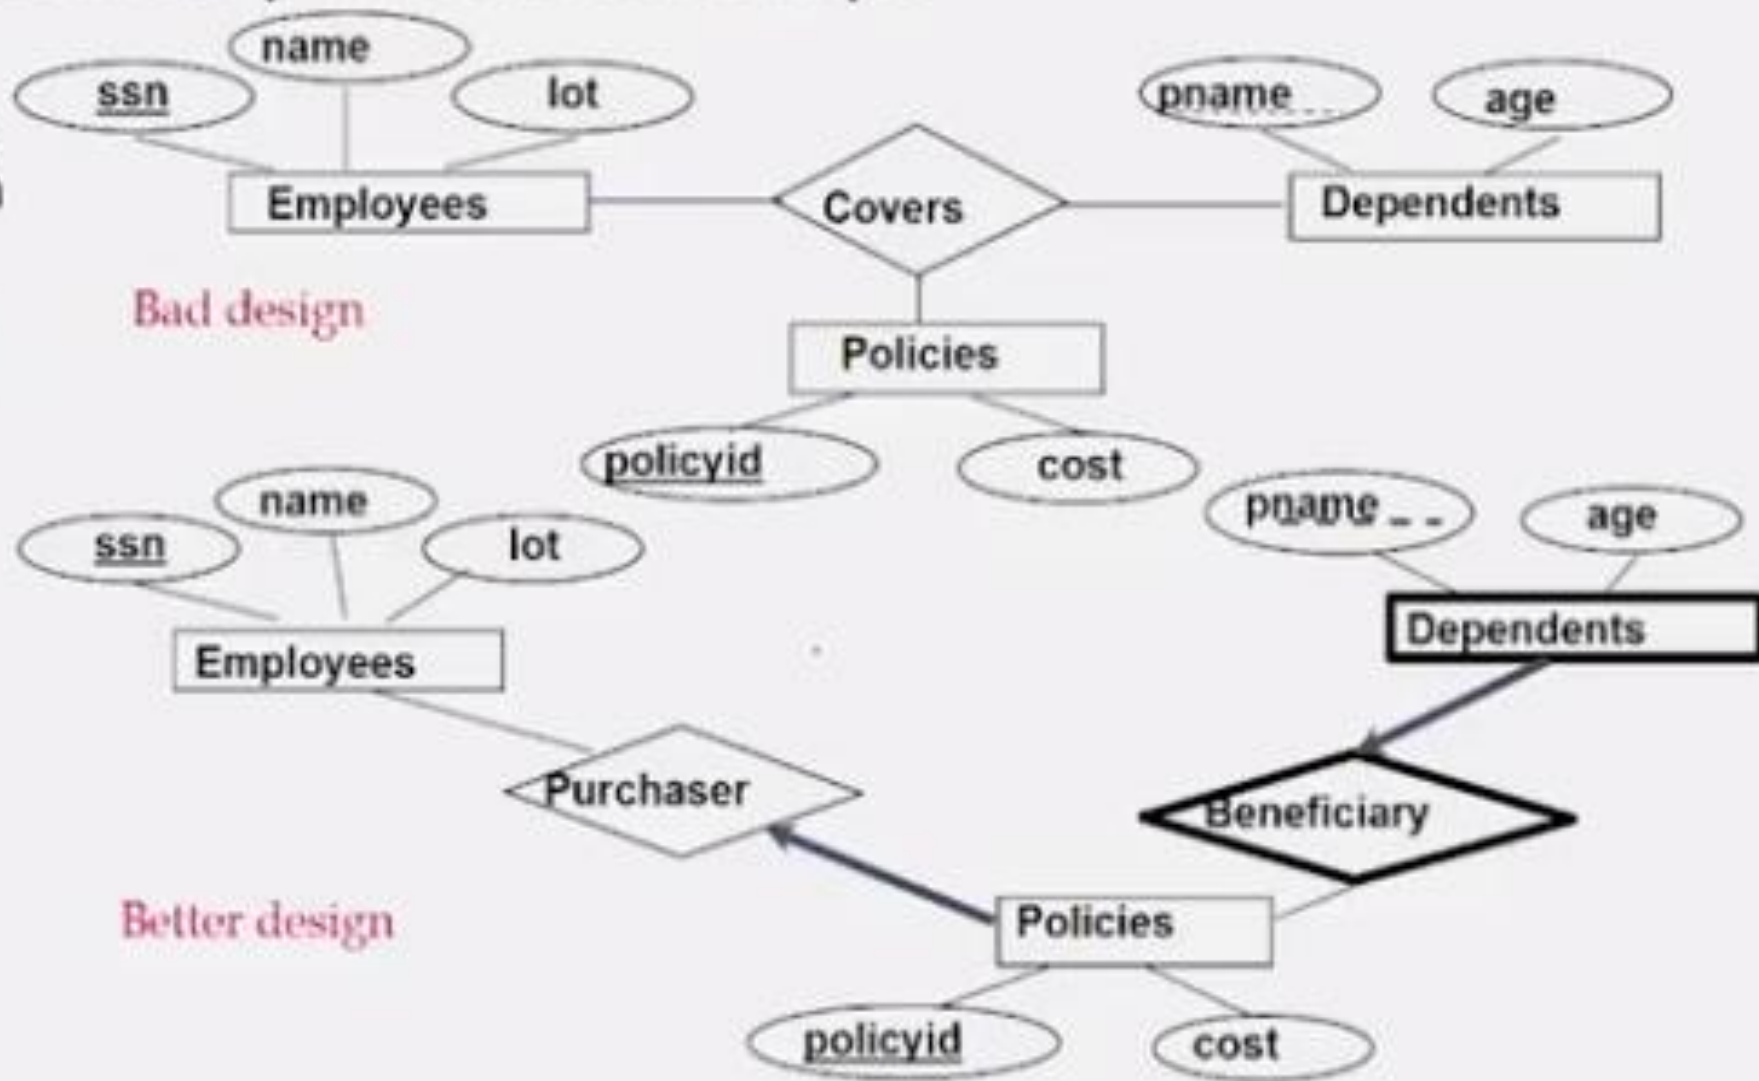 name
ssn
lot
pname
age
Employees
Covers
Dependents
Bad design
Policies
policyid
cost
name
ssn
lot
pname
age
Employees
Dependents
Purchaser
Beneficiary
Better design
Policies
policyid
cost